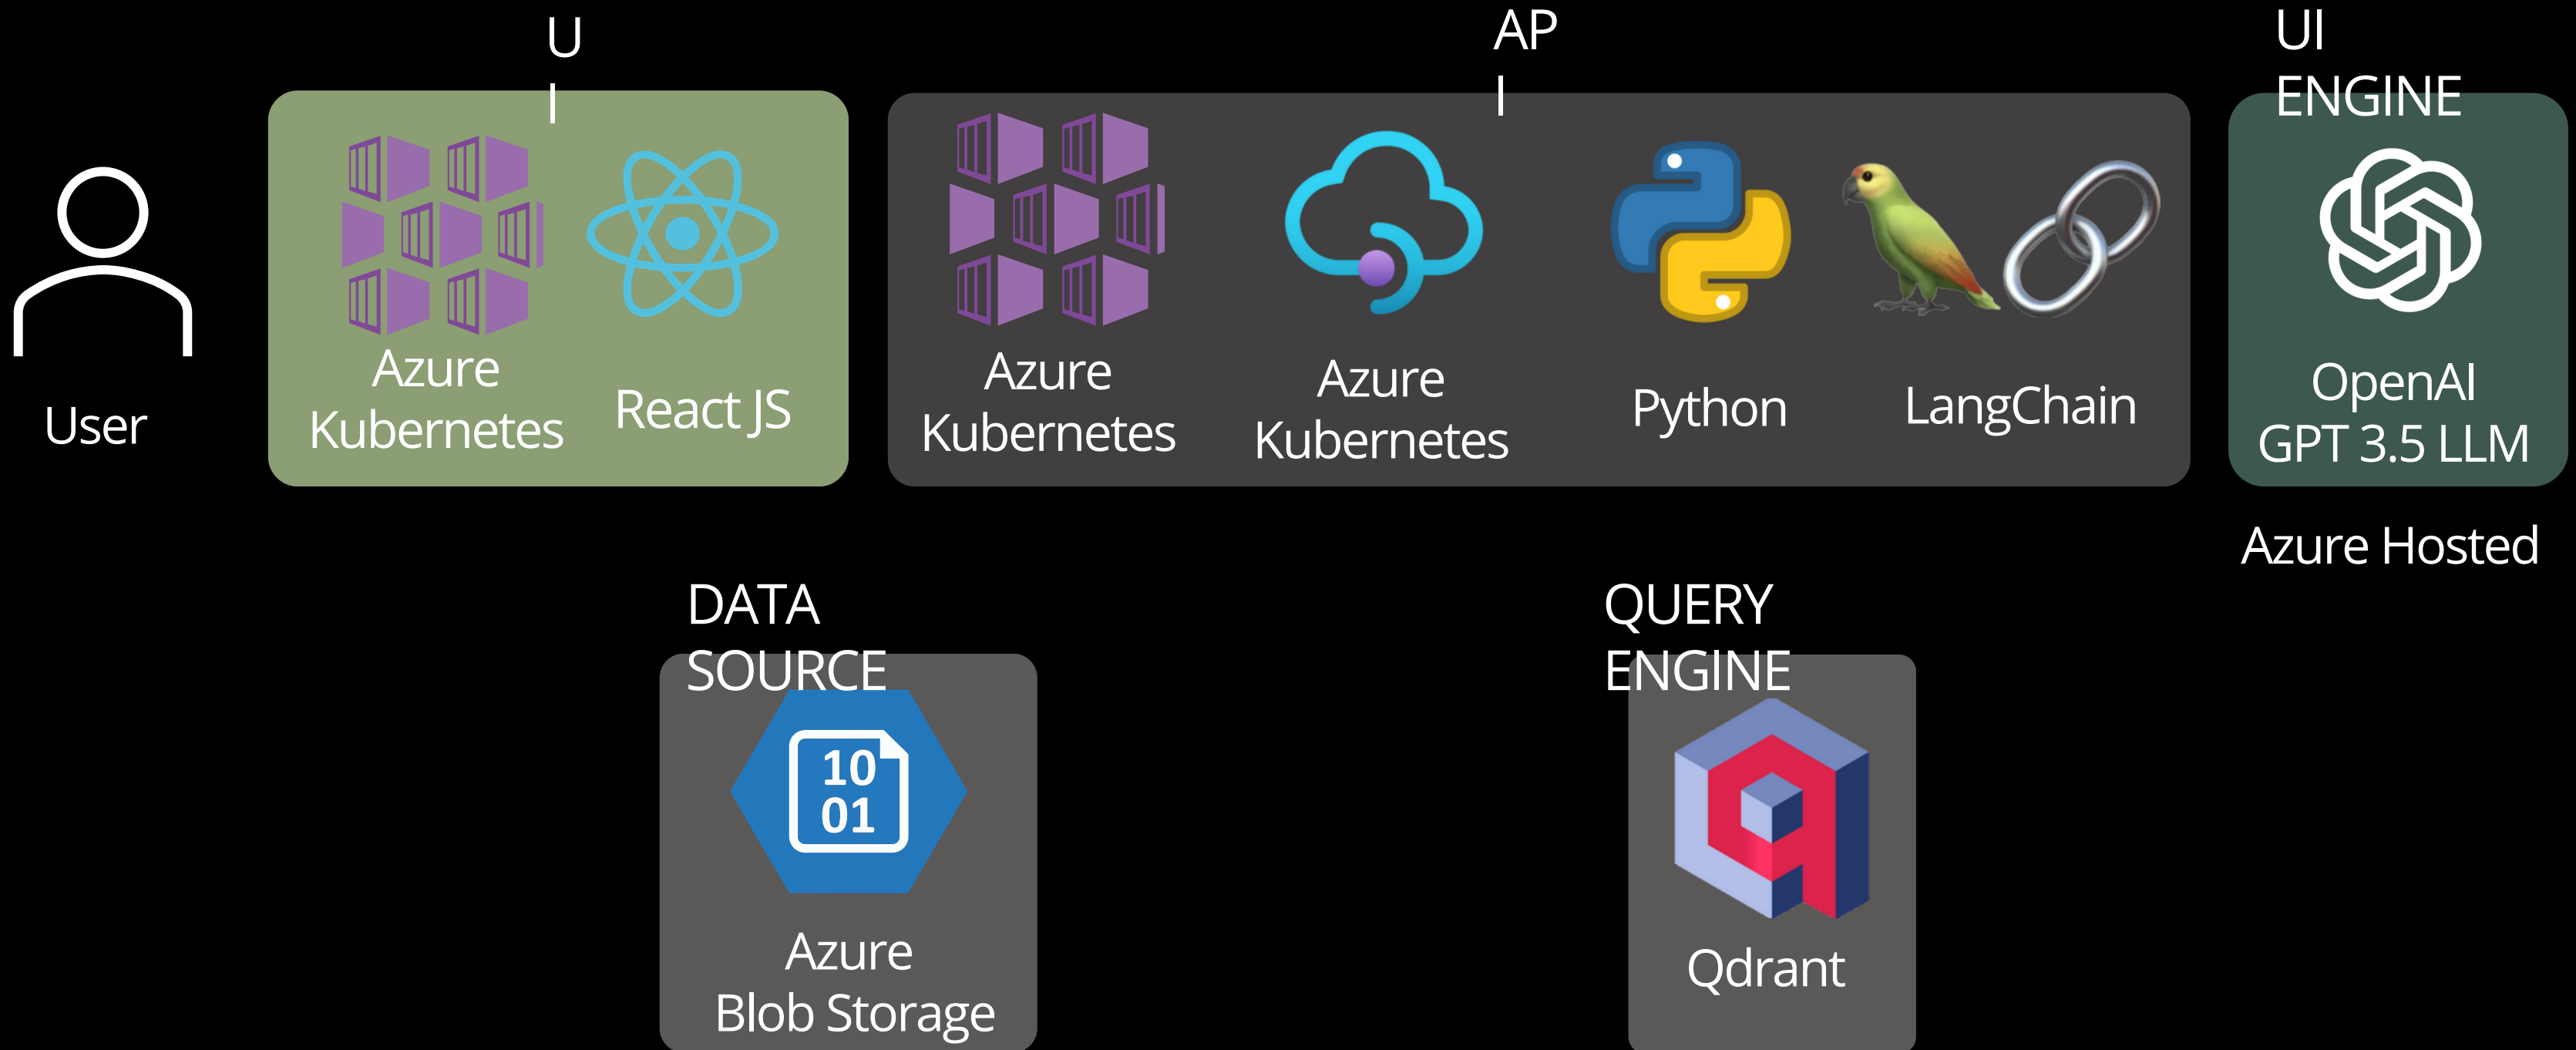 U
I
AP
I
UI
ENGINE
User
Azure
Kubernetes
React JS
Azure
Kubernetes
Azure
Kubernetes
Python
LangChain
OpenAI
GPT 3.5 LLM
Azure Hosted
DATA
SOURCE
10
01
Azure
Blob Storage
QUERY
ENGINE
Qdrant